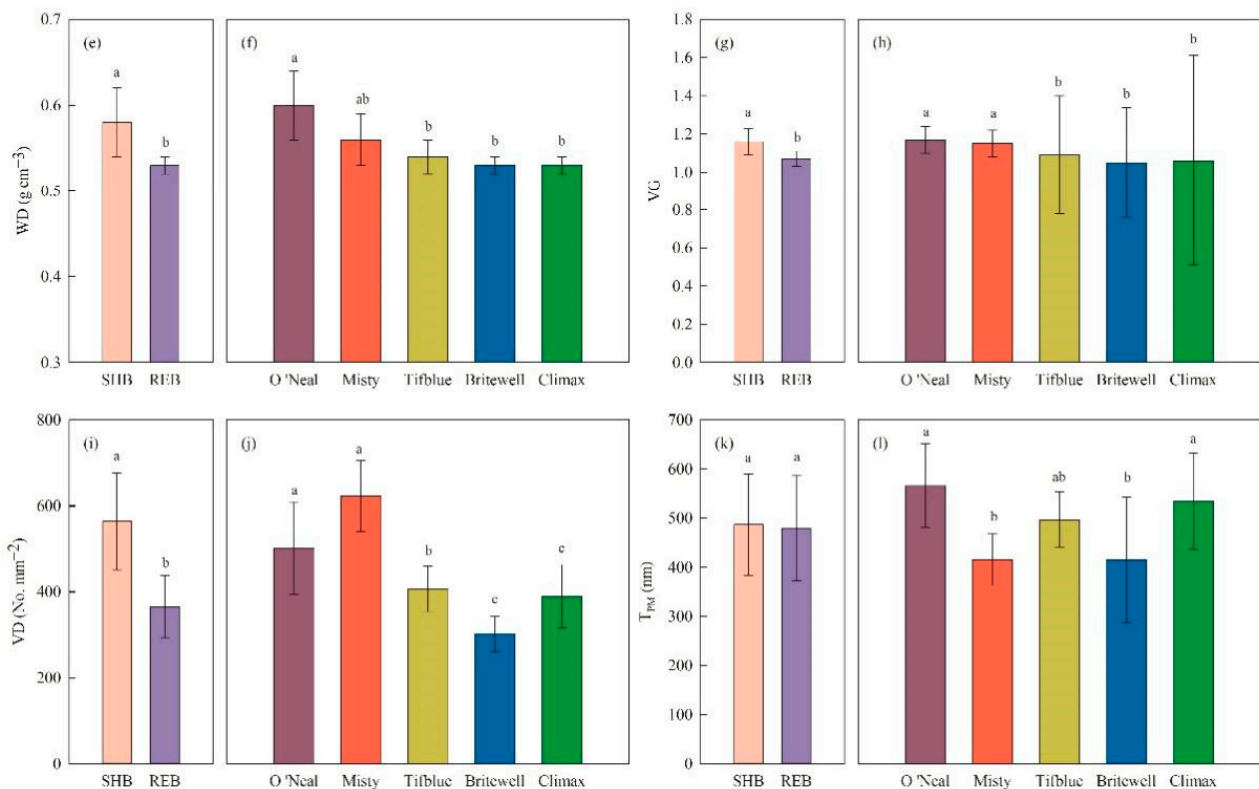 0.7
0.6
0.5
0.4
0.3
WD (g cm−3)
(e)
a
b
SHB REB
(f)
a
ab
b
b
b
O 'Neal Misty Tifblue Britewell Climax
1.8
1.6
1.4
1.2
1.0
0.8
0.6
0.4
0.2
0.0
VG
(g)
a
b
SHB REB
(h)
a
a
b
b
b
O 'Neal Misty Tifblue Britewell Climax
800
600
400
200
0
VD (No. mm−2)
(i)
a
b
SHB REB
(j)
a
a
b
c
c
O 'Neal Misty Tifblue Britewell Climax
700
600
500
400
300
200
100
0
TPM (nm)
(k)
a
a
SHB REB
(l)
a
b
ab
b
a
O 'Neal Misty Tifblue Britewell Climax